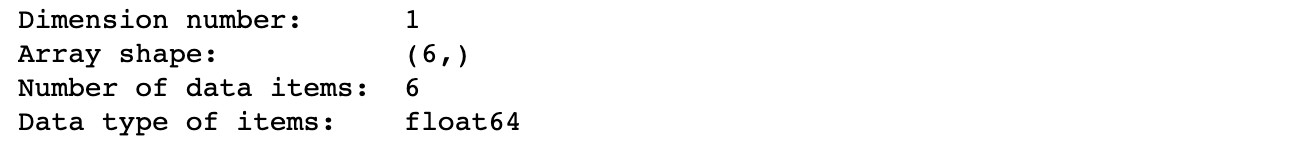 Dimension number: 1
Array shape: (6,)
Number of data items: 6
Data type of items: float64